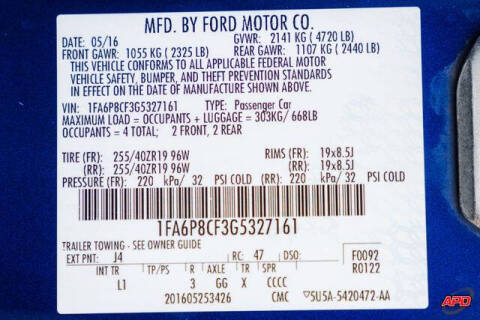 MFD. BY FORD MOTOR CO.
DATE: 05/16 GVWR: 2141 KG ( 4720 LB)
FRONT GAWR: 1055 KG ( 2325 LB) REAR GAWR: 1107 KG ( 2440 LB)
THIS VEHICLE CONFORMS TO ALL APPLICABLE FEDERAL MOTOR
VEHICLE SAFETY, BUMPER, AND THEFT PREVENTION STANDARDS
IN EFFECT ON THE DATE OF MANUFACTURE SHOWN ABOVE.
VIN: 1FA6P8CF3G5327161 TYPE: Passenger Car
MAXIMUM LOAD = OCCUPANTS + LUGGAGE = 303KG/ 668LB
OCCUPANTS = 4 TOTAL; 2 FRONT, 2 REAR
TIRE (FR): 255/40ZR19 96W RIMS (FR): 19x8.5J
(RR): 255/40ZR19 96W (RR): 19x8.5J
PRESSURE (FR): 220 kPa/ 32 PSI COLD (RR): 220 kPa/ 32 PSI COLD
1FA6P8CF3G5327161
TRAILER TOWING - SEE OWNER GUIDE
EXT PNT: J4 RC: 47 DSO: F0092
INT TR TP/PS R AXLE TR SPR R0122
L1 3 GG X CCCC
201605253426 CMC 5U5A-5420472-AA
APD